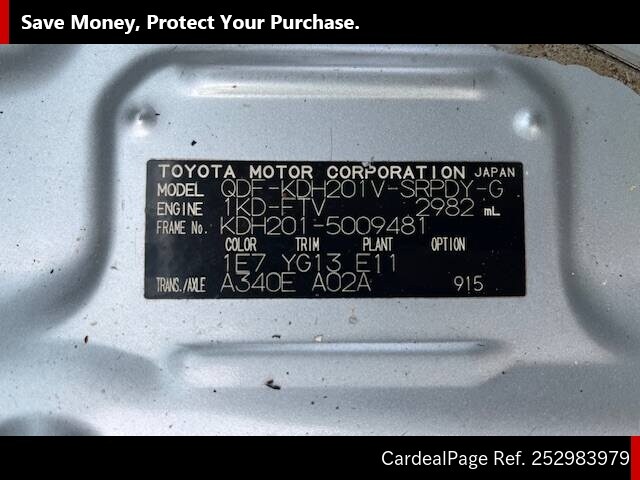 Save Money, Protect Your Purchase.
TOYOTA MOTOR CORPORATION JAPAN
MODEL QDF-KDH201V-SRPDY-G
ENGINE 1KD-FTV 2982 mL
FRAME No. KDH201-5009481
COLOR TRIM PLANT OPTION
1E7 YG13 E11
TRANS./AXLE A340E A02A 915
CardealPage Ref. 252983979